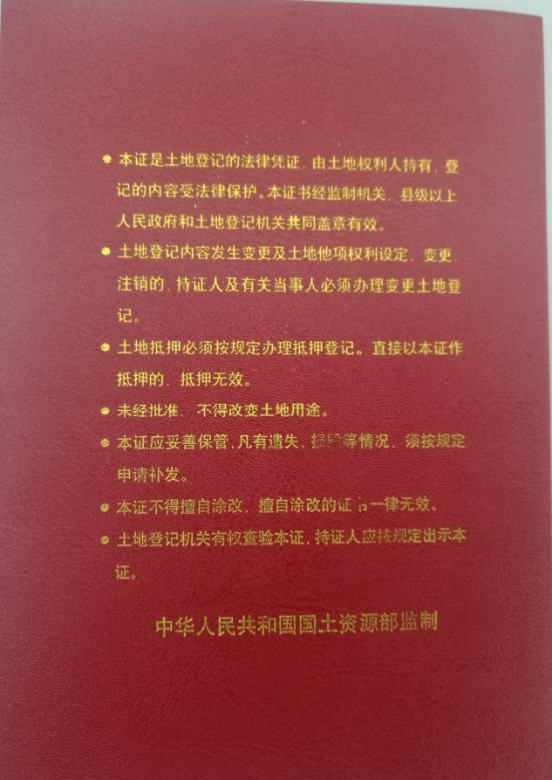 ● 本证是土地登记的法律凭证、由土地权利人持有、登
记的内容受法律保护。本证书经监制机关、县级以上
人民政府和土地登记机关共同盖章有效。
● 土地登记内容发生变更及土地他项权利设定、变更、
注销的、持证人及有关当事人必须办理变更土地登
记。
● 土地抵押必须按规定办理抵押登记。直接以本证作
抵押的、抵押无效。
● 未经批准、不得改变土地用途。
● 本证应妥善保管,凡有遗失、等情况、须按规定
申请补发。
● 本证不得擅自涂改、擅自涂改的证一律无效。
● 土地登记机关有权查验本证,持证人应按规定出示本
证。
中华人民共和国国土资源部监制